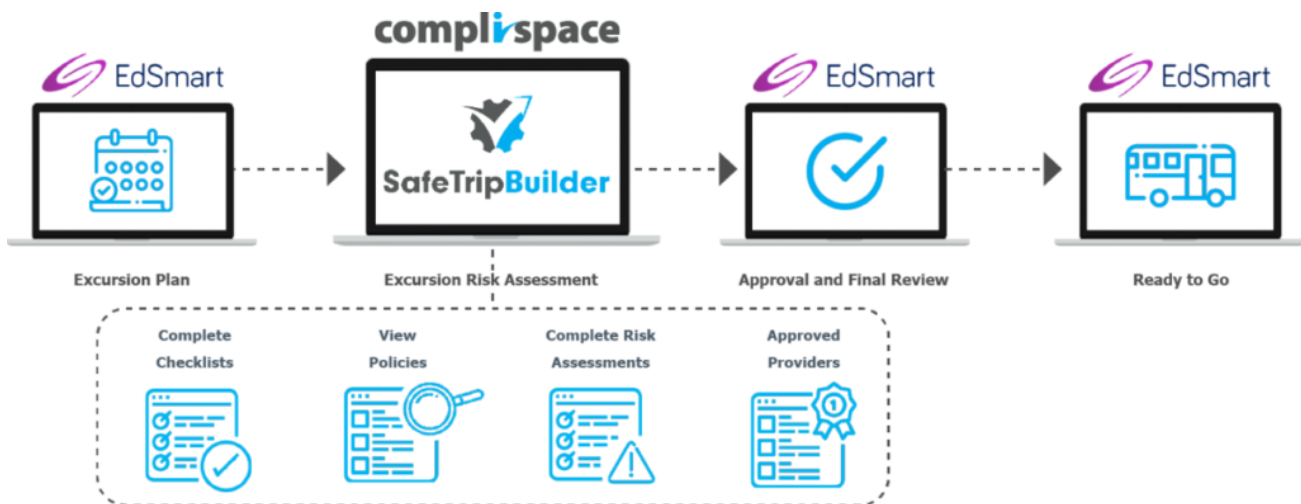 complispace
EdSmart
EdSmart
EdSmart
SafeTripBuilder
Excursion Plan
Excursion Risk Assessment
Approval and Final Review
Ready to Go
Complete
Checklists
View
Policies
Complete Risk
Assessments
Approved
Providers
1